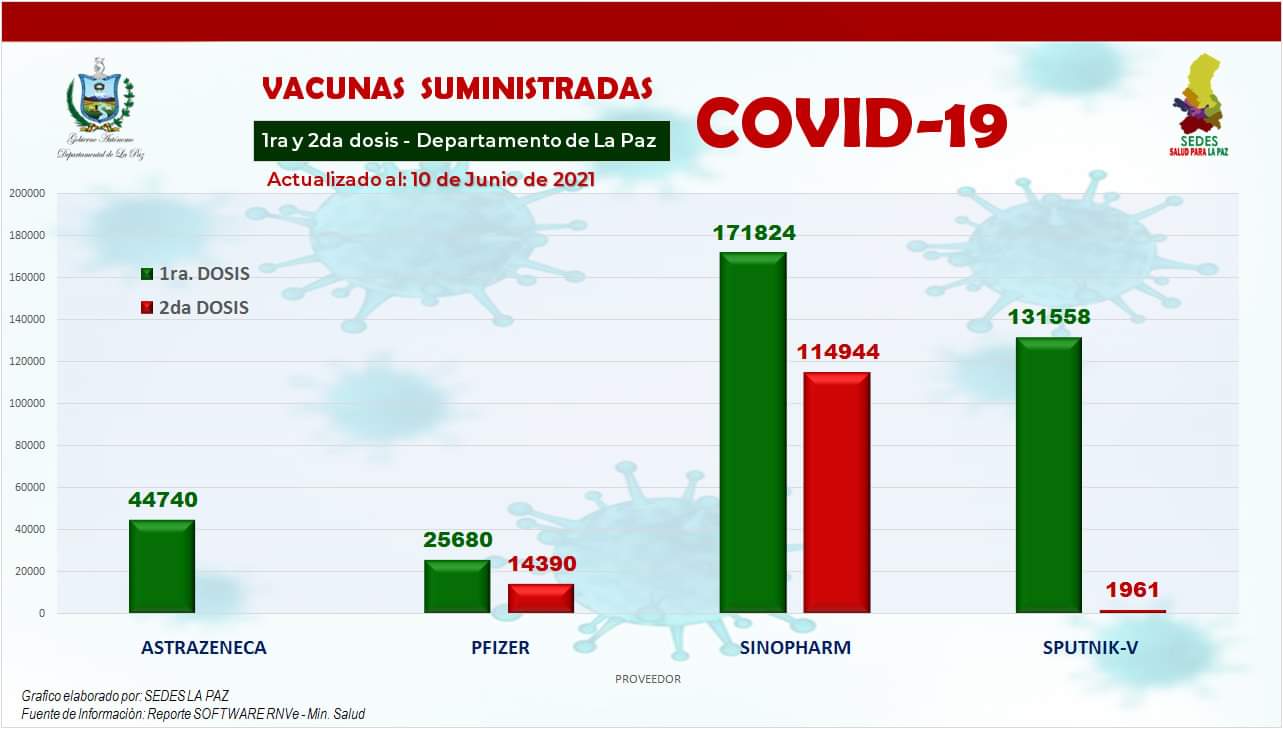 VACUNAS SUMINISTRADAS
COVID-19
1ra y 2da dosis - Departamento de La Paz
Actualizado al: 10 de Junio de 2021
Gobierno Autónomo
Departamental de La Paz
SEDES
SALUD PARA LA PAZ
200000
180000
160000
140000
120000
100000
80000
60000
40000
20000
0
1ra. DOSIS
2da DOSIS
44740
25680
14390
171824
114944
131558
1961
ASTRAZENECA
PFIZER
SINOPHARM
SPUTNIK-V
PROVEEDOR
Grafico elaborado por: SEDES LA PAZ
Fuente de Informaciòn: Reporte SOFTWARE RNVe - Min. Salud